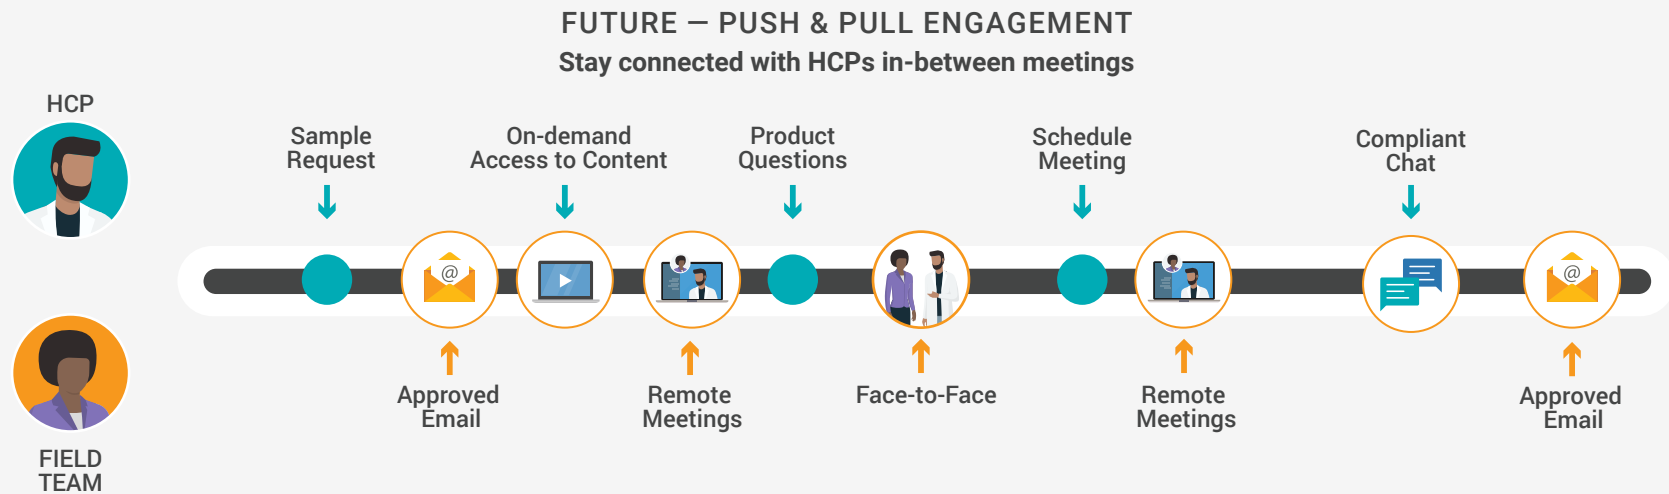 FUTURE — PUSH & PULL ENGAGEMENT
Stay connected with HCPs in-between meetings
HCP
Sample
Request
On-demand
Access to Content
Product
Questions
Schedule
Meeting
Compliant
Chat
@
@
Approved
Email
Remote
Meetings
Face-to-Face
Remote
Meetings
Approved
Email
FIELD
TEAM